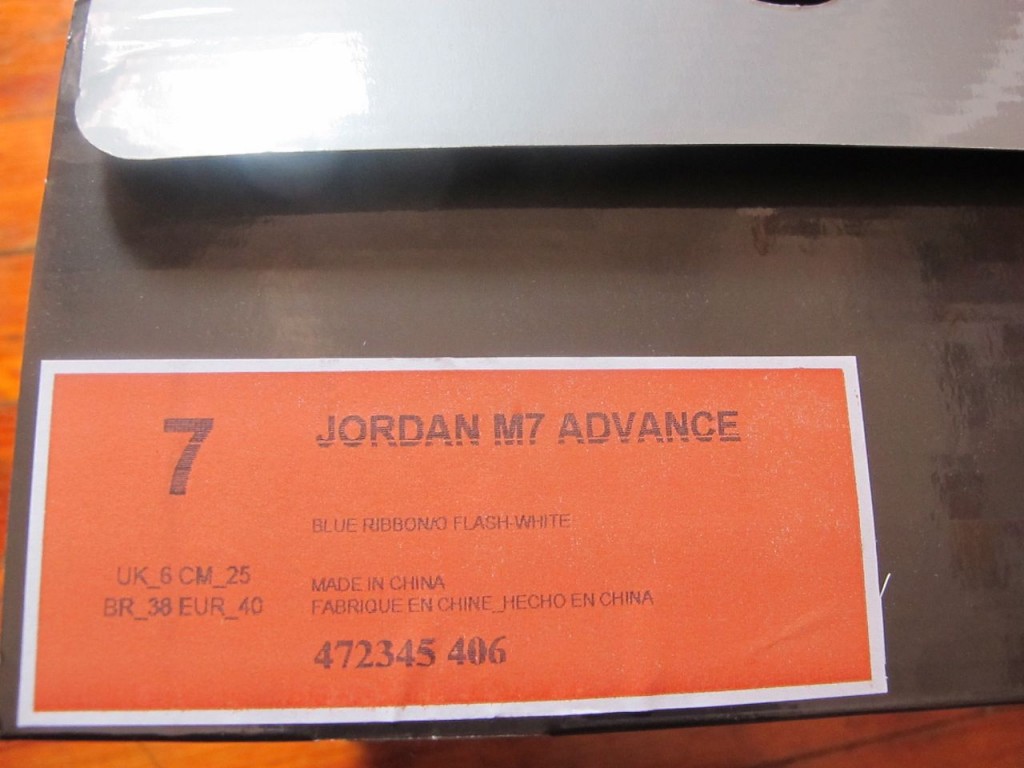 7
JORDAN M7 ADVANCE
BLUE RIBBON/O FLASH-WHITE
UK_6 CM_25
BR_38 EUR_40
MADE IN CHINA
FABRIQUE EN CHINE_HECHO EN CHINA
472345 406